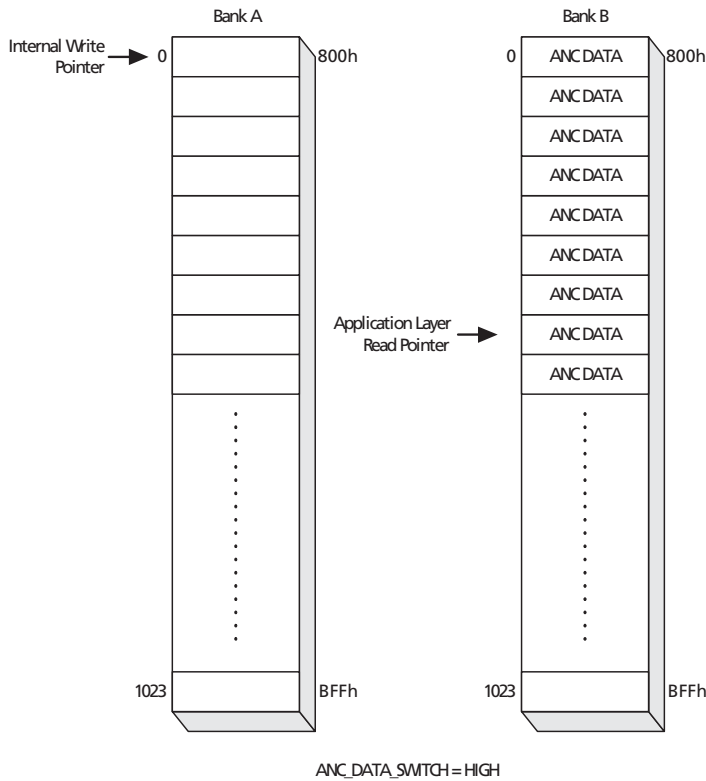 Bank A
Internal Write
Pointer
0
800h
1023
BFFh
Bank B
0
ANC DATA
800h
ANC DATA
ANC DATA
ANC DATA
ANC DATA
ANC DATA
ANC DATA
Application Layer
Read Pointer
ANC DATA
ANC DATA
1023
BFFh
ANC_DATA_SWITCH = HIGH